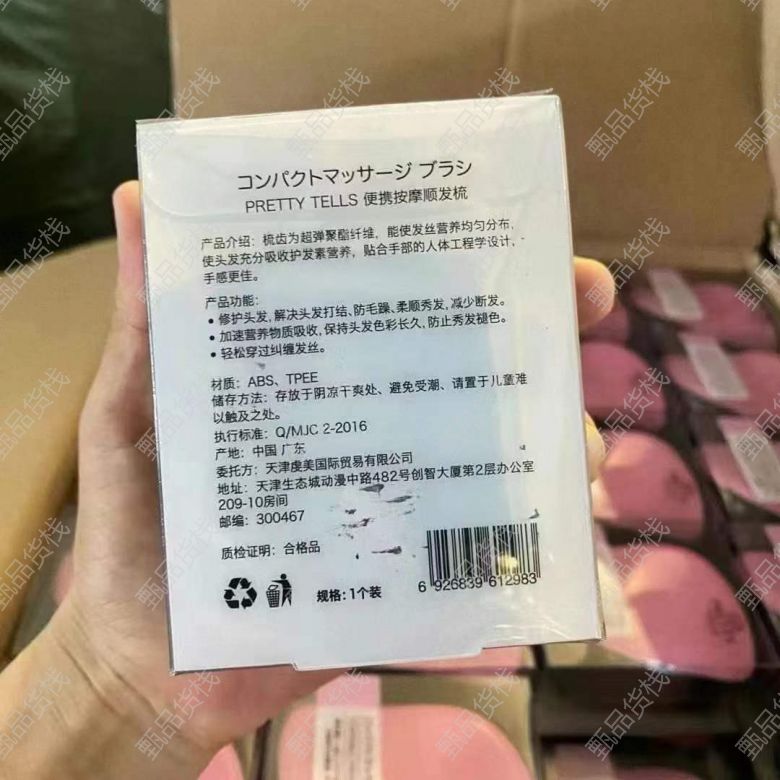 コンパクトマッサージ ブラシ
PRETTY TELLS 便携按摩顺发梳
产品介绍：梳齿为超弹聚酯纤维，能使发丝营养均匀分布，
使头发充分吸收护发素营养，贴合手部的人体工程学设计，
手感更佳。
产品功能：
• 修护头发，解决头发打结、防毛躁、柔顺秀发，减少断发。
• 加速营养物质吸收，保持头发色彩长久，防止秀发褪色。
• 轻松穿过纠缠发丝。
材质：ABS、TPEE
储存方法：存放于阴凉干爽处、避免受潮、请置于儿童难
以触及之处。
执行标准：Q/MJC 2-2016
产地：中国 广东
委托方：天津虔美国际贸易有限公司
地址：天津生态城动漫中路482号创智大厦第2层办公室
209-10房间
邮编：300467
质检证明：合格品
规格：1个装
6 926839 612983
甄品货栈